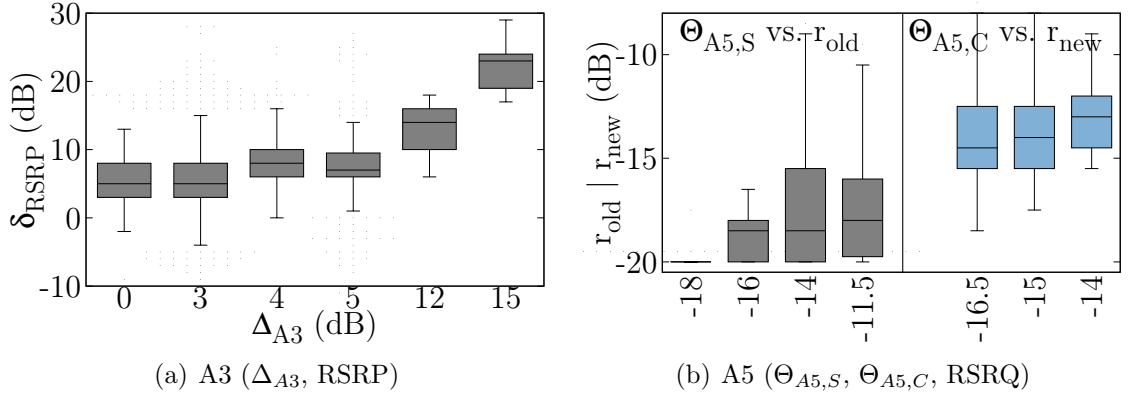 30
20
10
0
-10
δRSRP (dB)
0 3 4 5 12 15
ΔA3 (dB)
(a) A3 (ΔA3, RSRP)
ΘA5,S vs. rold
ΘA5,C vs. rnew
-10
-15
-20
rold | rnew (dB)
-18
-16
-14
-11.5
-16.5
-15
-14
(b) A5 (ΘA5,S, ΘA5,C, RSRQ)